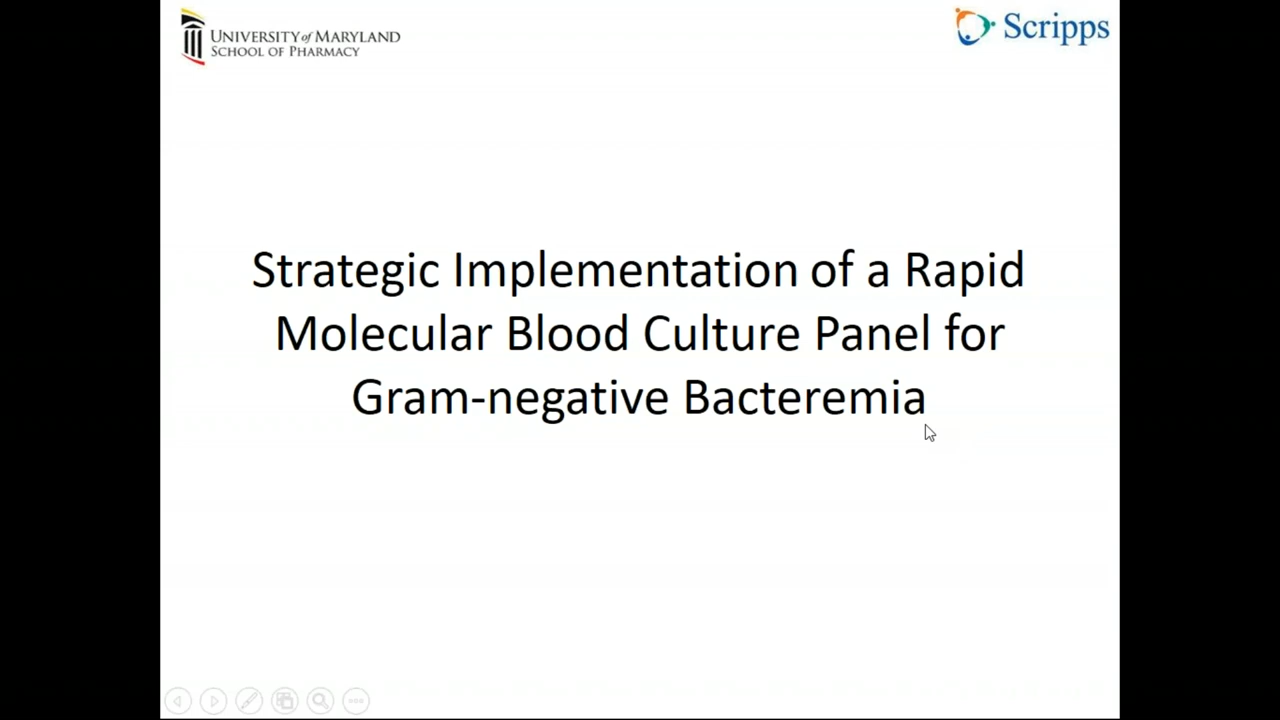 UNIVERSITY of MARYLAND
SCHOOL OF PHARMACY
Scripps
Strategic Implementation of a Rapid
Molecular Blood Culture Panel for
Gram-negative Bacteremia